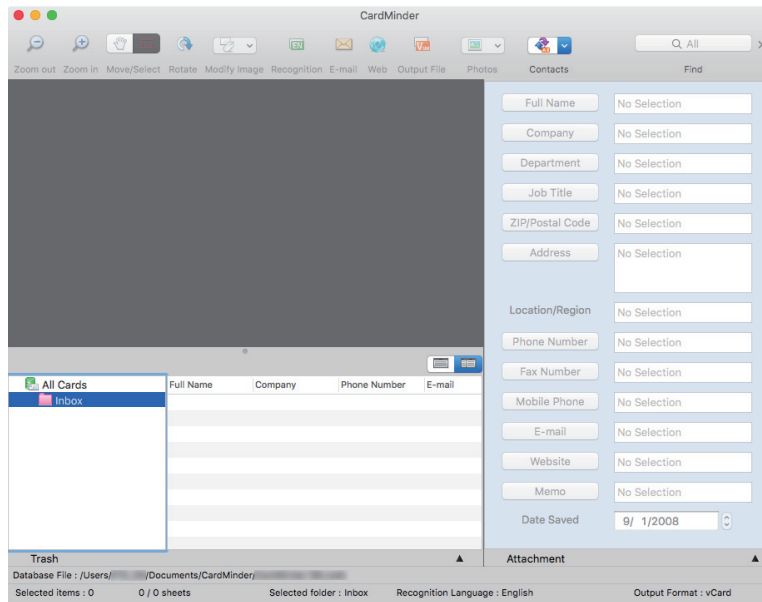 CardMinder
Q All
Zoom out Zoom in Move/Select Rotate Modify Image Recognition E-mail Web Output File Photos Contacts Find
Full Name No Selection
Company No Selection
Department No Selection
Job Title No Selection
ZIP/Postal Code No Selection
Address No Selection
Location/Region No Selection
Phone Number No Selection
Fax Number No Selection
Mobile Phone No Selection
E-mail No Selection
Website No Selection
Memo No Selection
Date Saved 9/ 1/2008
All Cards Full Name Company Phone Number E-mail
Inbox
Trash Attachment
Database File : /Users/ /Documents/CardMinder/
Selected items : 0 0 / 0 sheets Selected folder : Inbox Recognition Language : English Output Format : vCard